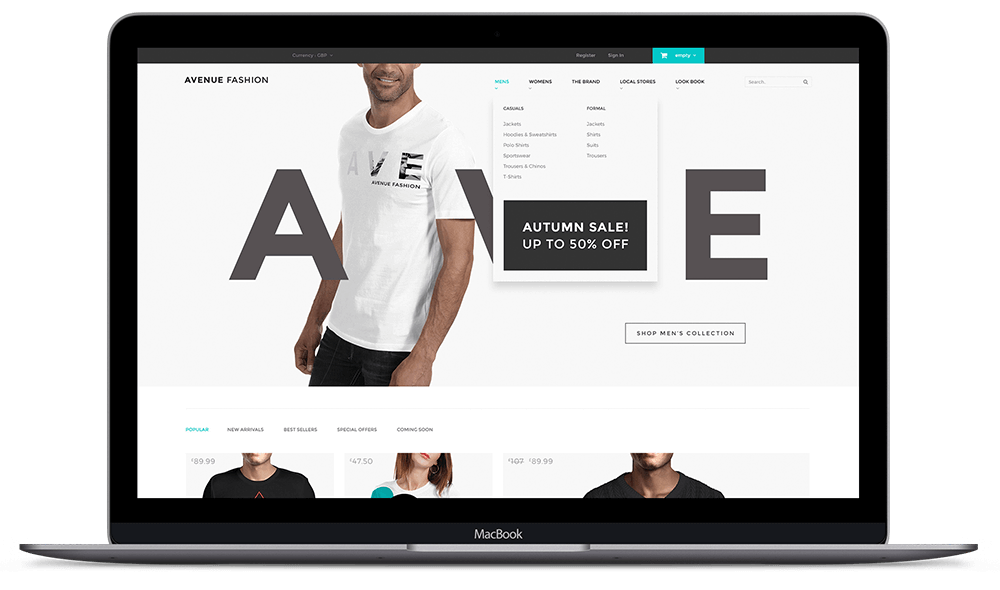 Currency : GBP
Register Sign In empty
AVENUE FASHION
MENS WOMENS THE BRAND LOCAL STORES LOOK BOOK Search...
CASUALS FORMAL
Jackets Jackets
Hoodies & Sweatshirts Shirts
Polo Shirts Suits
Sportswear Trousers
Trousers & Chinos
T-Shirts
AVE
AVENUE FASHION
A V E
AUTUMN SALE!
UP TO 50% OFF
SHOP MEN'S COLLECTION
POPULAR NEW ARRIVALS BEST SELLERS SPECIAL OFFERS COMING SOON
£89.99 £47.50 £107 £89.99
MacBook